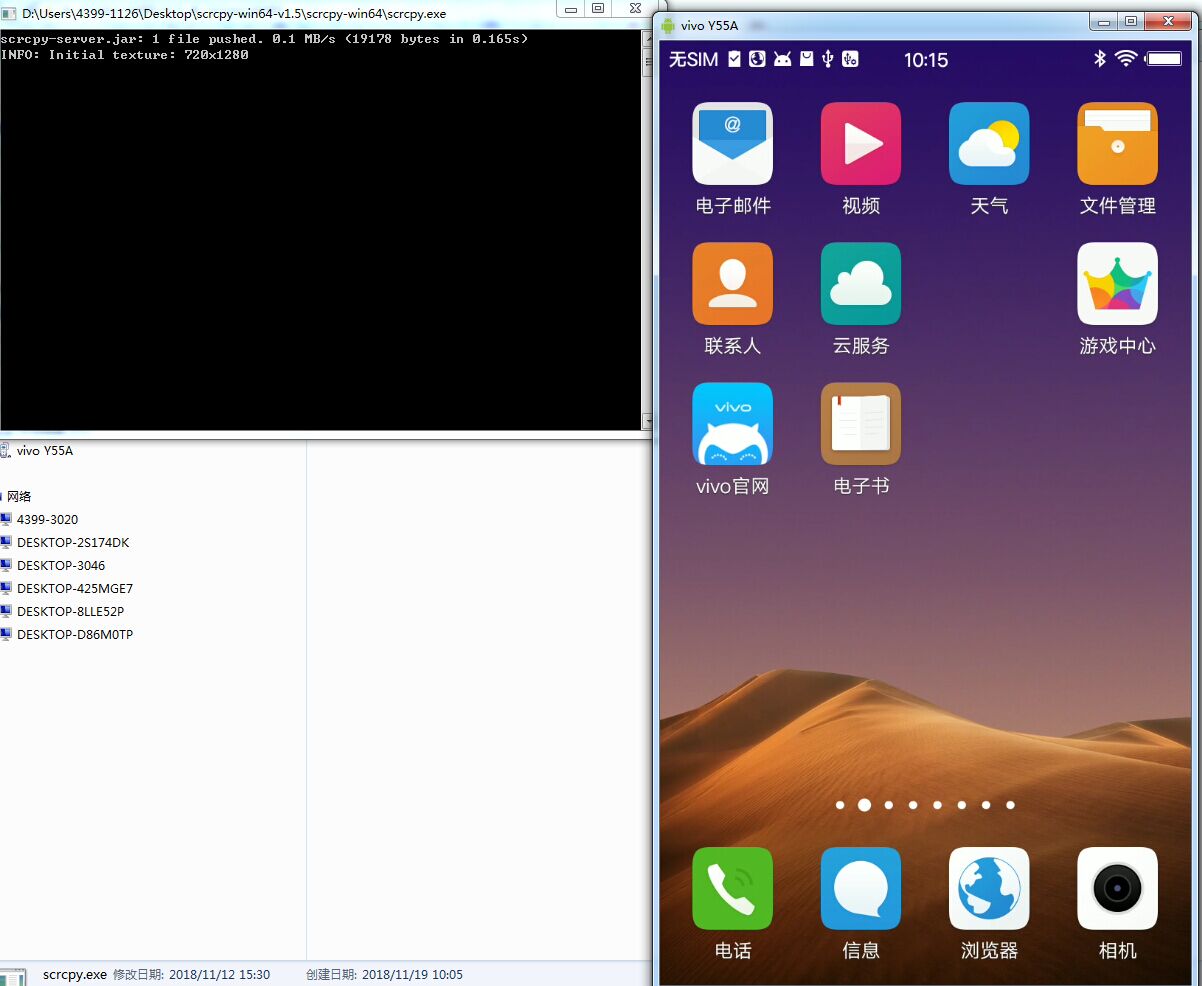 D:\Users\4399-1126\Desktop\scrcpy-win64-v1.5\scrcpy-win64\scrcpy.exe
scrcpy-server.jar: 1 file pushed. 0.1 MB/s (19178 bytes in 0.165s)
INFO: Initial texture: 720x1280
vivo Y55A
网络
4399-3020
DESKTOP-2S174DK
DESKTOP-3046
DESKTOP-425MGE7
DESKTOP-8LLE52P
DESKTOP-D86M0TP
scrcpy.exe 修改日期: 2018/11/12 15:30 创建日期: 2018/11/19 10:05
vivo Y55A
无SIM 10:15
@
电子邮件 视频 天气 文件管理
联系人 云服务 游戏中心
vivo
vivo官网 电子书
电话 信息 浏览器 相机